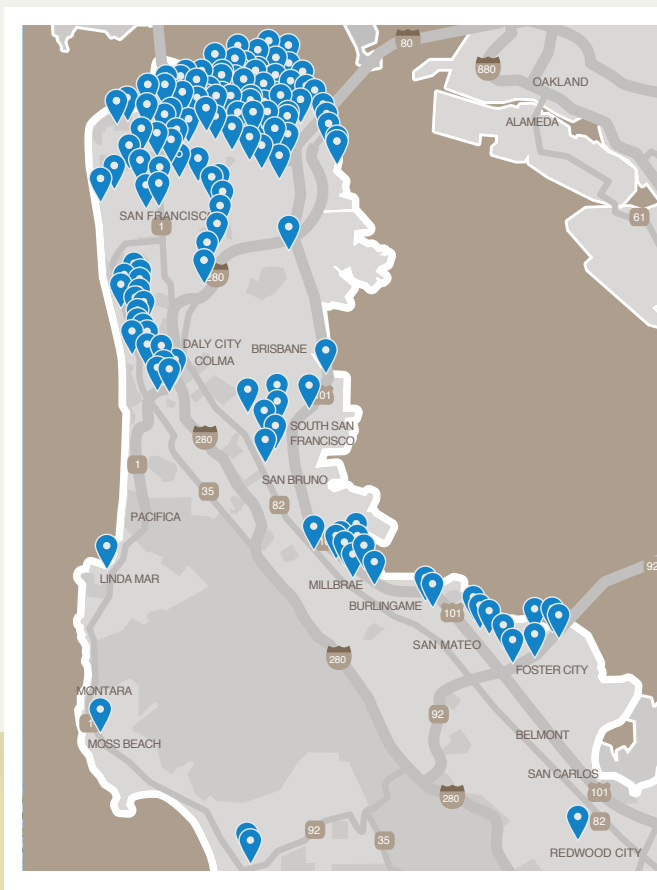 80
880
OAKLAND
ALAMEDA
61
SAN FRANCISC
1
280
DALY CITY
BRISBANE
COLMA
101
SOUTH SAN
FRANCISCO
280
1
SAN BRUNO
35
82
PACIFICA
LINDA MAR
MILLBRAE
92
BURLINGAME
101
SAN MATEO
280
FOSTER CITY
MONTARA
92
1
MOSS BEACH
BELMONT
SAN CARLOS
101
280
82
92
35
REDWOOD CITY